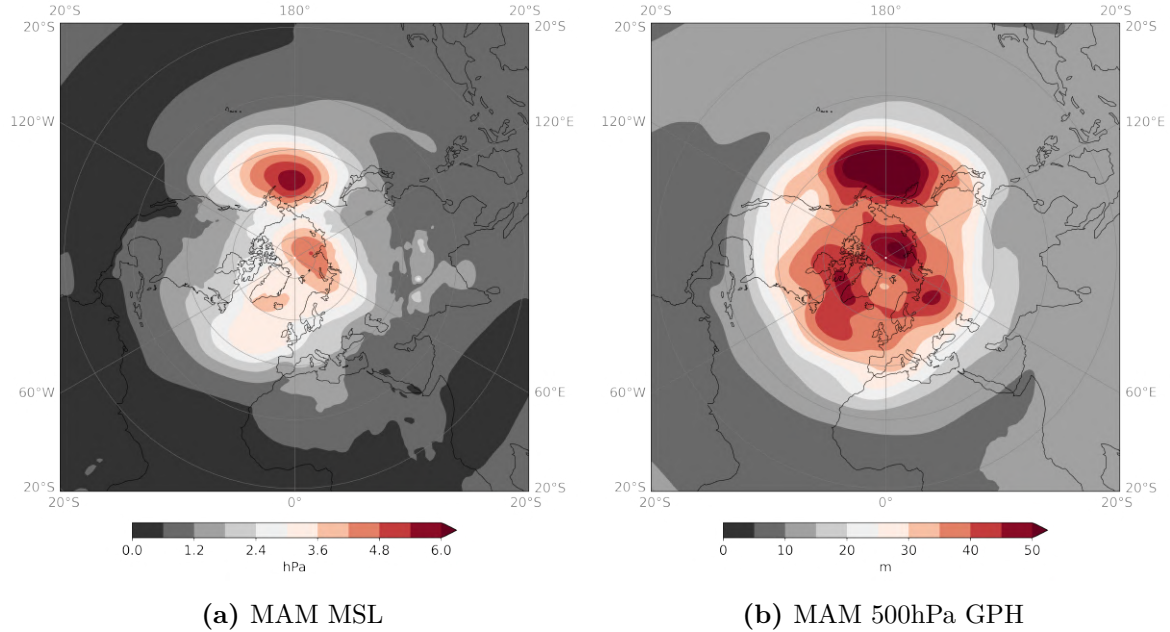 20°S 180° 20°S
20°S 20°S
120°W 120°E
60°W 60°E
20°S 20°S
20°S 0° 20°S
0.0 1.2 2.4 3.6 4.8 6.0
hPa
(a) MAM MSL
20°S 180° 20°S
20°S 20°S
120°W 120°E
60°W 60°E
20°S 20°S
20°S 0° 20°S
0 10 20 30 40 50
m
(b) MAM 500hPa GPH